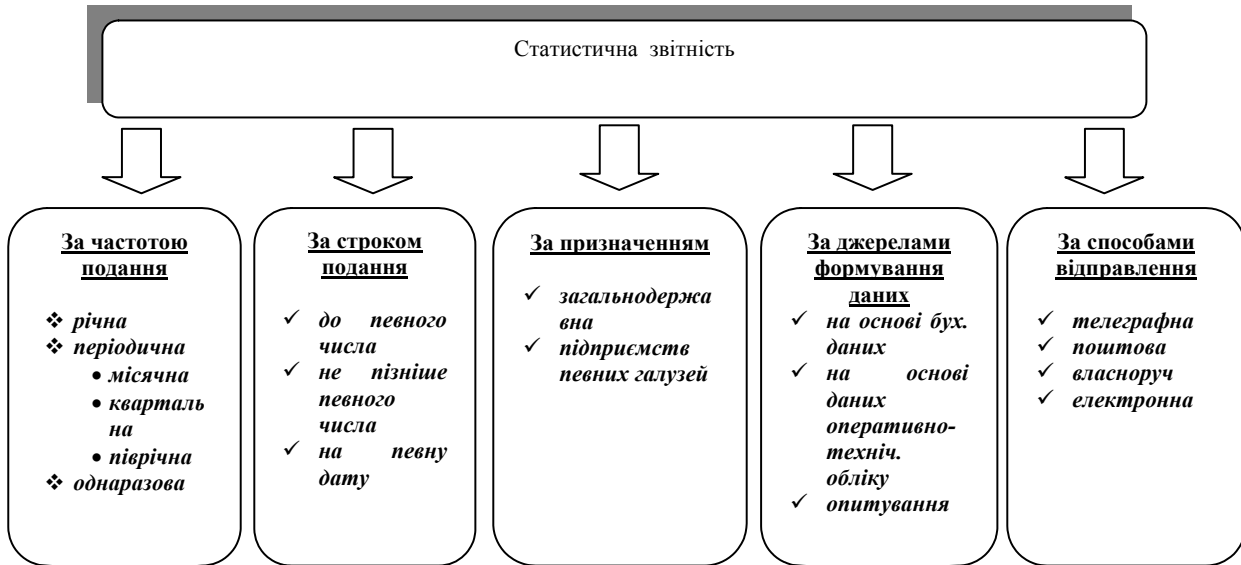 Статистична звітність
За частотою
подання
❖ річна
❖ періодична
• місячна
• кварталь
на
• піврічна
❖ одноразова
За строком
подання
✓ до певного
числа
✓ не пізніше
певного
числа
✓ на певну
дату
За призначенням
✓ загальнодержа
вна
✓ підприємств
певних галузей
За джерелами
формування
даних
✓ на основі бух.
даних
✓ на основі
даних
оперативно-
техніч.
обліку
✓ опитування
За способами
відправлення
✓ телеграфна
✓ поштова
✓ власноруч
✓ електронна